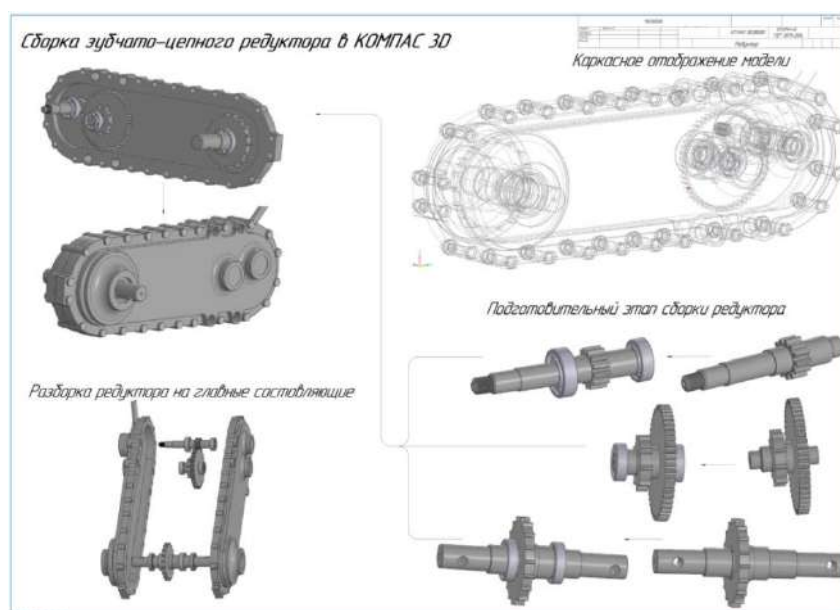 Сборка зубчато-цепного редуктора в КОМПАС 3D
Каркасное отображение модели
Подготовительный этап сборки редуктора
Разборка редуктора на главные составляющие